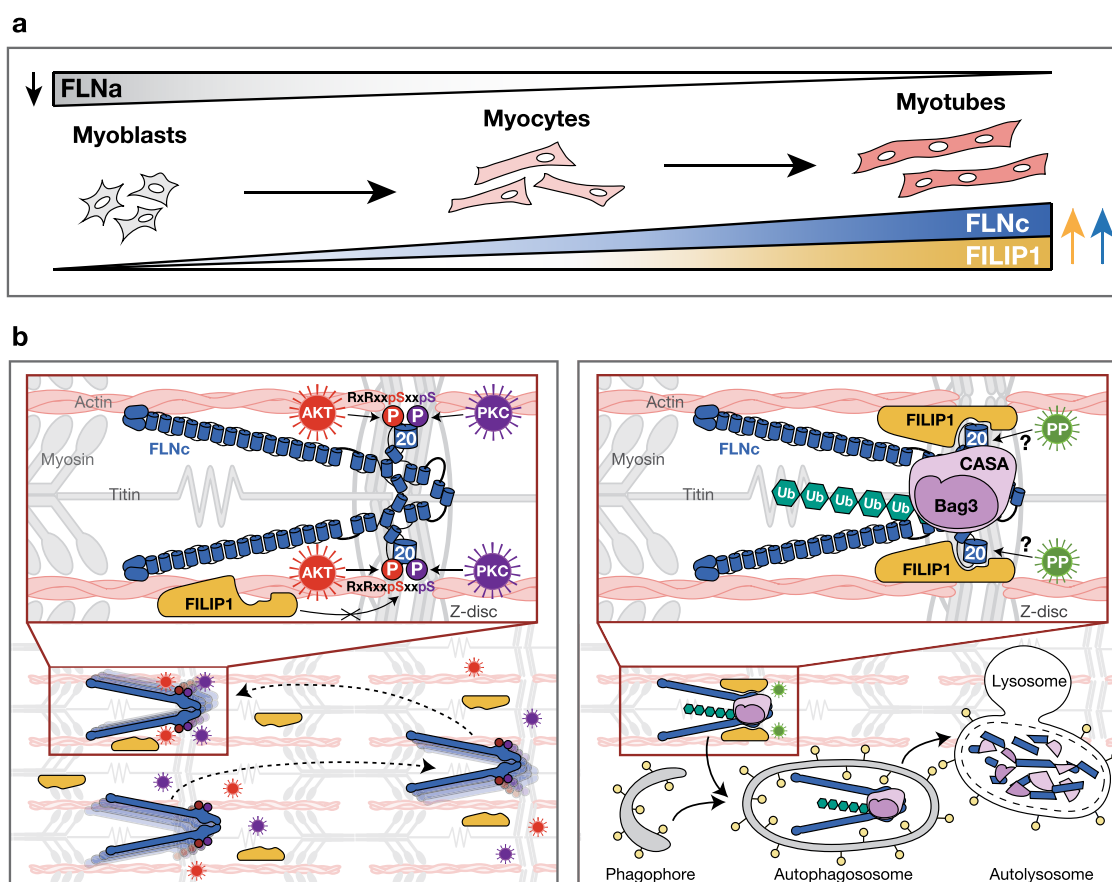 a
FLNa
Myoblasts
Myocytes
Myotubes
FLNc
FILIP1
b
Actin
AKT
RxRxxpSxxpS
P P
PKC
20
FLNc
Myosin
Titin
20
AKT
P P
PKC
RxRxxpSxxpS
FILIP1
Z-disc
Actin
FILIP1
PP
20
?
FLNc
CASA
Myosin
Titin
Ub Ub Ub Ub Ub
Bag3
20
?
FILIP1
PP
Z-disc
Lysosome
Phagophore
Autophagososome
Autolysosome